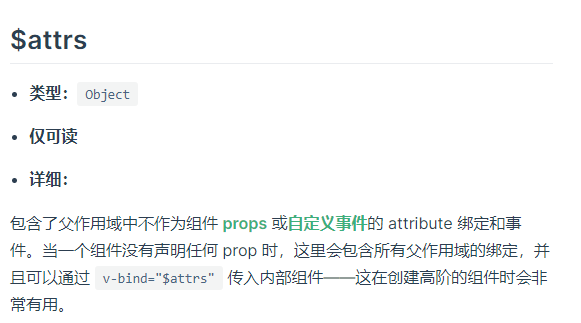 $attrs
类型： Object
仅可读
详细：
包含了父作用域中不作为组件 props 或自定义事件的 attribute 绑定和事
件。当一个组件没有声明任何 prop 时，这里会包含所有父作用域的绑定，并
且可以通过 v-bind="$attrs" 传入内部组件——这在创建高阶的组件时会非
常有用。